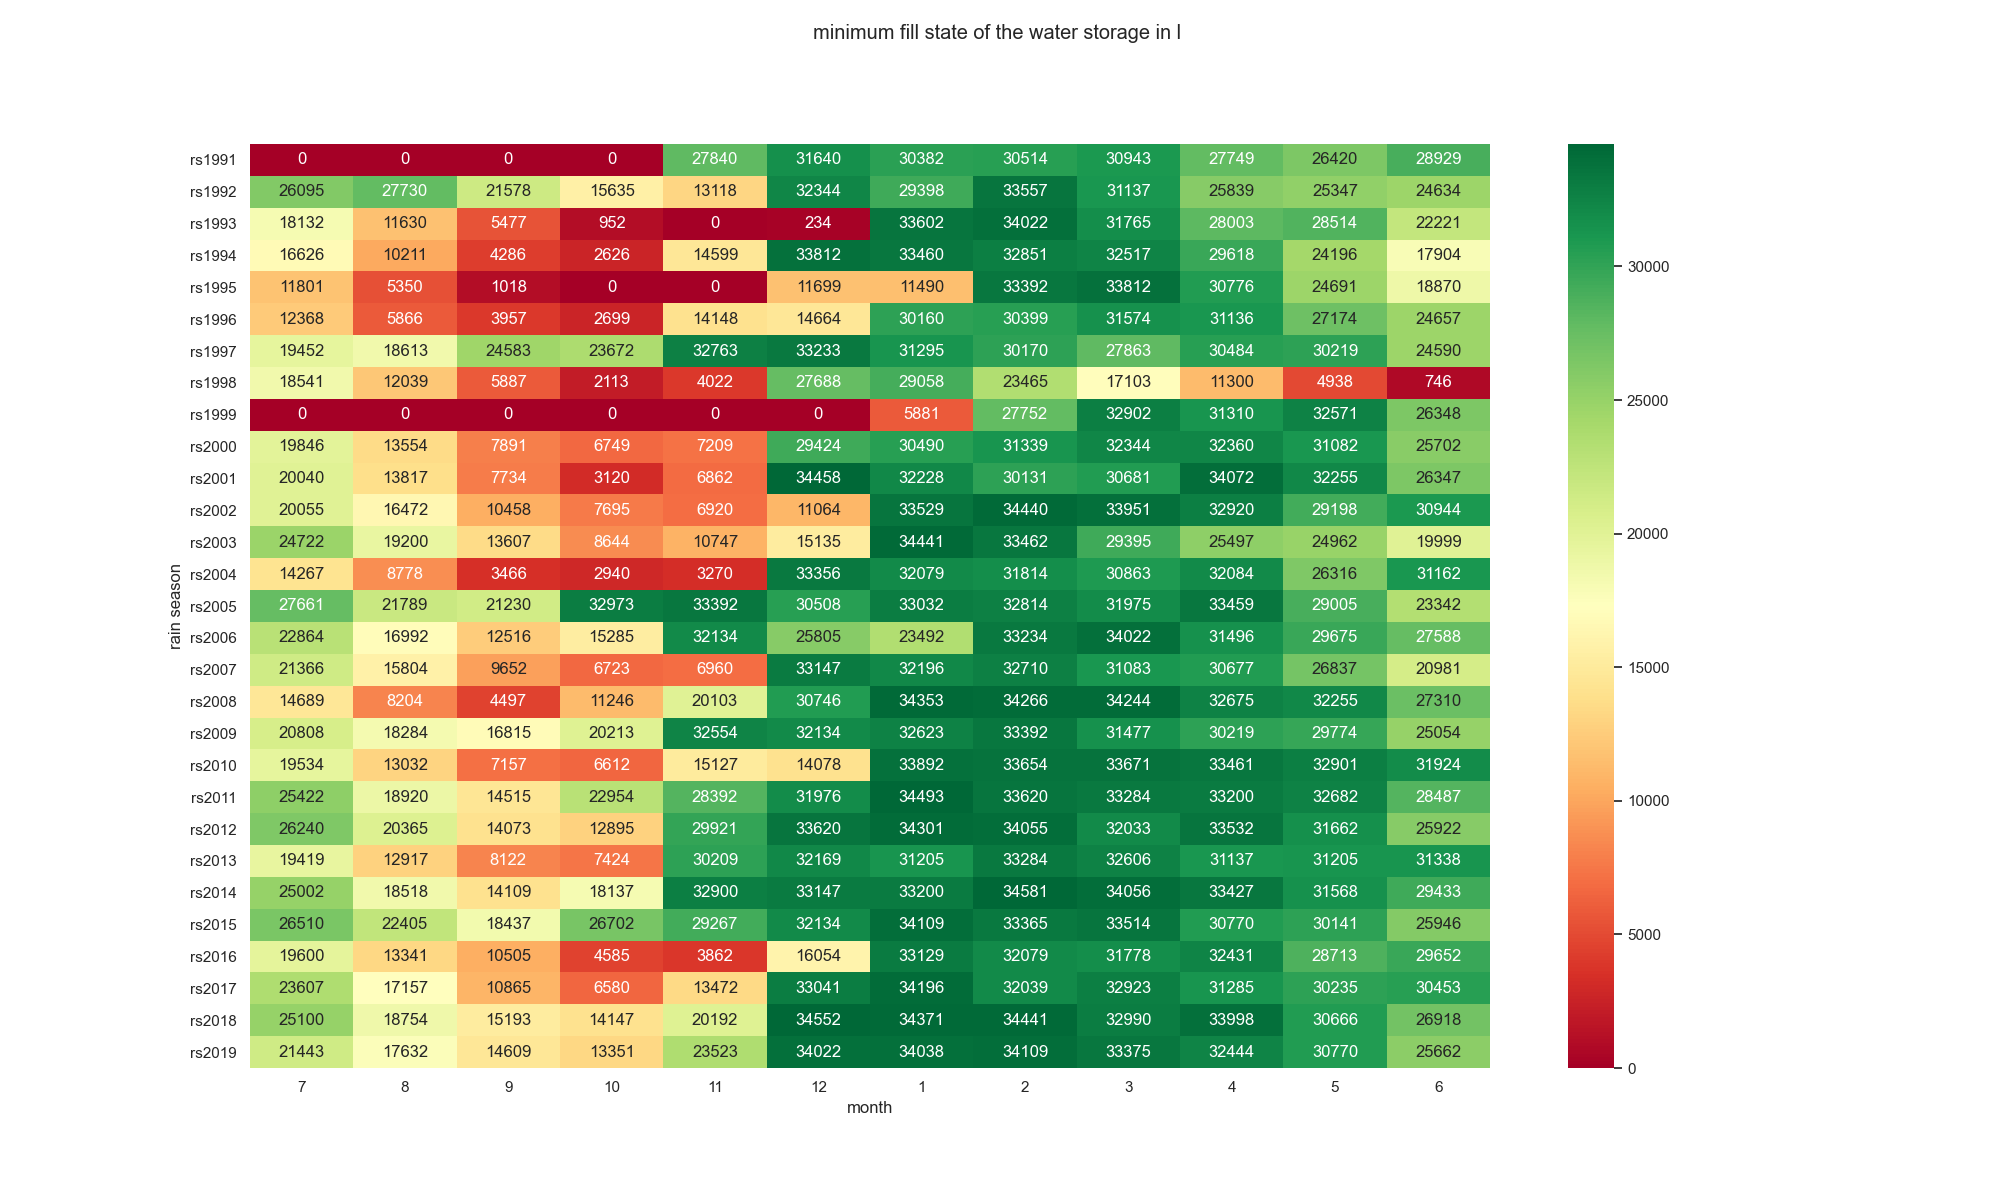 minimum fill state of the water storage in l
rs1991 0 0 0 0 27840 31640 30382 30514 30943 27749 26420 28929
rs1992 26095 27730 21578 15635 13118 32344 29398 33557 31137 25839 25347 24634
rs1993 18132 11630 5477 952 0 234 33602 34022 31765 28003 28514 22221
rs1994 16626 10211 4286 2626 14599 33812 33460 32851 32517 29618 24196 17904
rs1995 11801 5350 1018 0 0 11699 11490 33392 33812 30776 24691 18870
rs1996 12368 5866 3957 2699 14148 14664 30160 30399 31574 31136 27174 24657
rs1997 19452 18613 24583 23672 32763 33233 31295 30170 27863 30484 30219 24590
rs1998 18541 12039 5887 2113 4022 27688 29058 23465 17103 11300 4938 746
rs1999 0 0 0 0 0 0 5881 27752 32902 31310 32571 26348
rs2000 19846 13554 7891 6749 7209 29424 30490 31339 32344 32360 31082 25702
rs2001 20040 13817 7734 3120 6862 34458 32228 30131 30681 34072 32255 26347
rs2002 20055 16472 10458 7695 6920 11064 33529 34440 33951 32920 29198 30944
rs2003 24722 19200 13607 8644 10747 15135 34441 33462 29395 25497 24962 19999
rs2004 14267 8778 3466 2940 3270 33356 32079 31814 30863 32084 26316 31162
rs2005 27661 21789 21230 32973 33392 30508 33032 32814 31975 33459 29005 23342
rs2006 22864 16992 12516 15285 32134 25805 23492 33234 34022 31496 29675 27588
rs2007 21366 15804 9652 6723 6960 33147 32196 32710 31083 30677 26837 20981
rs2008 14689 8204 4497 11246 20103 30746 34353 34266 34244 32675 32255 27310
rs2009 20808 18284 16815 20213 32554 32134 32623 33392 31477 30219 29774 25054
rs2010 19534 13032 7157 6612 15127 14078 33892 33654 33671 33461 32901 31924
rs2011 25422 18920 14515 22954 28392 31976 34493 33620 33284 33200 32682 28487
rs2012 26240 20365 14073 12895 29921 33620 34301 34055 32033 33532 31662 25922
rs2013 19419 12917 8122 7424 30209 32169 31205 33284 32606 31137 31205 31338
rs2014 25002 18518 14109 18137 32900 33147 33200 34581 34056 33427 31568 29433
rs2015 26510 22405 18437 26702 29267 32134 34109 33365 33514 30770 30141 25946
rs2016 19600 13341 10505 4585 3862 16054 33129 32079 31778 32431 28713 29652
rs2017 23607 17157 10865 6580 13472 33041 34196 32039 32923 31285 30235 30453
rs2018 25100 18754 15193 14147 20192 34552 34371 34441 32990 33998 30666 26918
rs2019 21443 17632 14609 13351 23523 34022 34038 34109 33375 32444 30770 25662
7 8 9 10 11 12 1 2 3 4 5 6
month
rain season
30000
25000
20000
15000
10000
5000
0